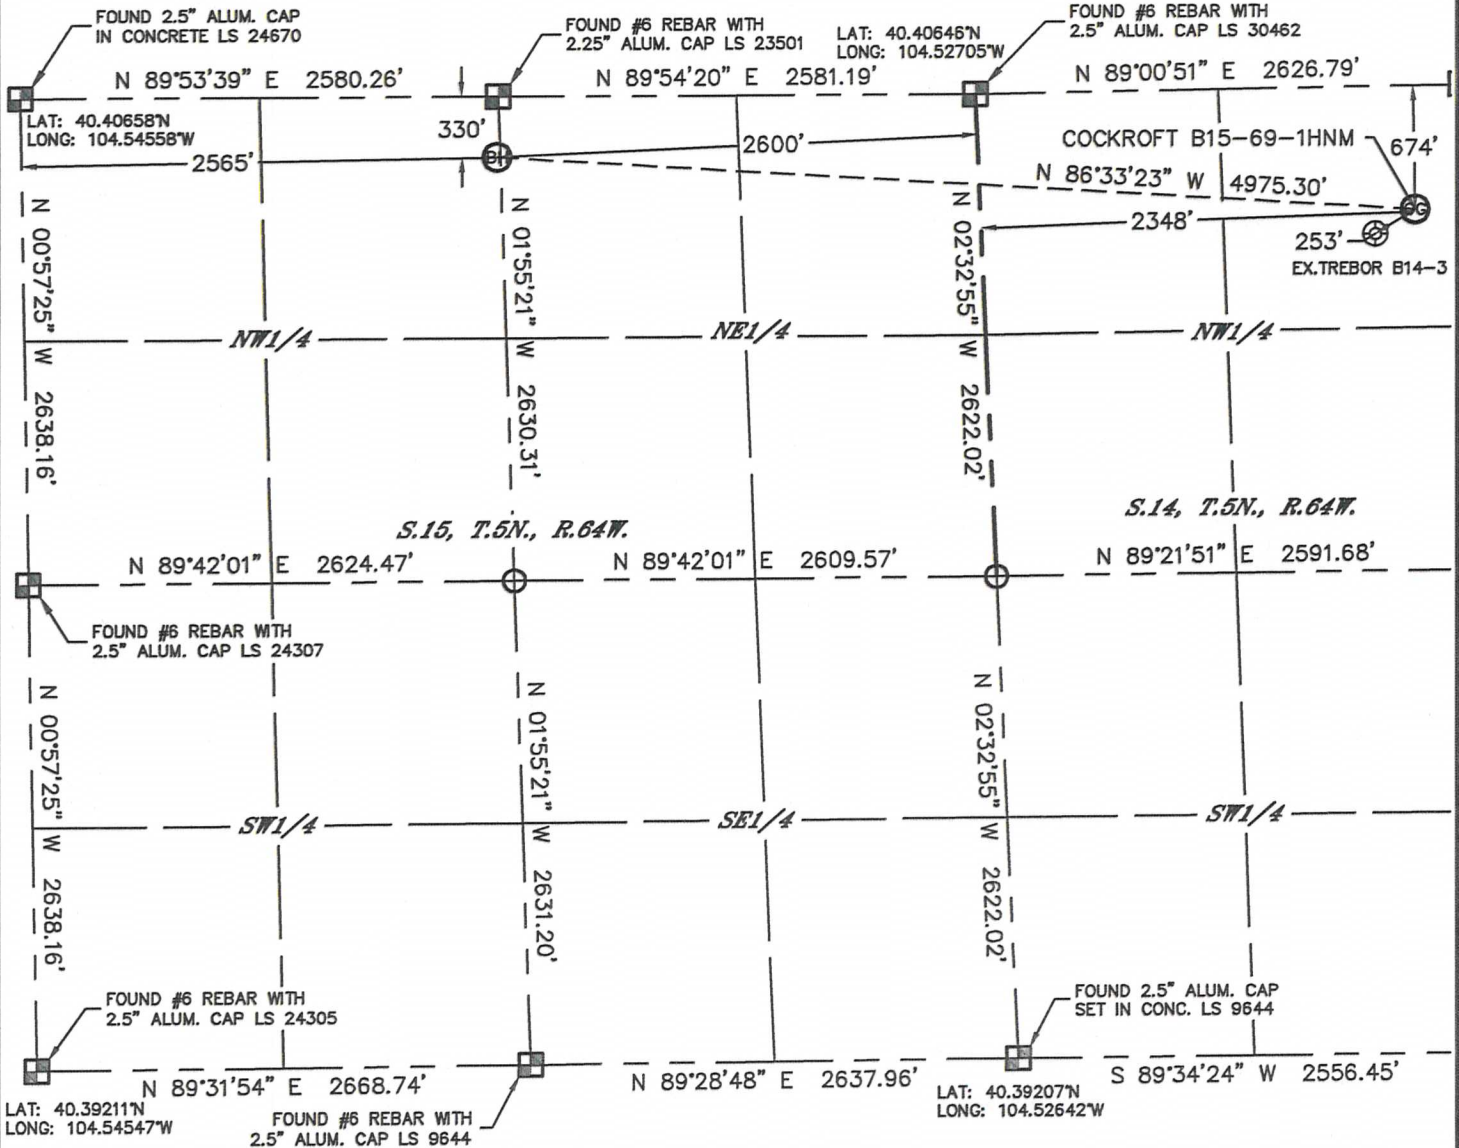 FOUND 2.5" ALUM. CAP
IN CONCRETE LS 24670
FOUND #6 REBAR WITH
2.25" ALUM. CAP LS 23501
LAT: 40.40646°N
LONG: 104.52705°W
FOUND #6 REBAR WITH
2.5" ALUM. CAP LS 30462
N 89°53'39" E 2580.26'
N 89°54'20" E 2581.19'
N 89°00'51" E 2626.79'
LAT: 40.40658°N
LONG: 104.54558°W
330'
2565'
2600'
COCKROFT B15-69-1HNM
674'
N 86°33'23" W 4975.30'
2348'
253'
EX.TREBOR B14-3
N 00°57'25" W 2638.16'
N 01°55'21" W 2630.31'
N 02°32'55" W 2622.02'
NW1/4
NE1/4
NW1/4
S.15, T.5N., R.64W.
S.14, T.5N., R.64W.
N 89°42'01" E 2624.47'
N 89°42'01" E 2609.57'
N 89°21'51" E 2591.68'
FOUND #6 REBAR WITH
2.5" ALUM. CAP LS 24307
N 00°57'25" W 2638.16'
N 01°55'21" W 2631.20'
N 02°32'55" W 2622.02'
SW1/4
SE1/4
SW1/4
FOUND #6 REBAR WITH
2.5" ALUM. CAP LS 24305
FOUND 2.5" ALUM. CAP
SET IN CONC. LS 9644
N 89°31'54" E 2668.74'
N 89°28'48" E 2637.96'
S 89°34'24" W 2556.45'
LAT: 40.39211°N
LONG: 104.54547°W
FOUND #6 REBAR WITH
2.5" ALUM. CAP LS 9644
LAT: 40.39207°N
LONG: 104.52642°W